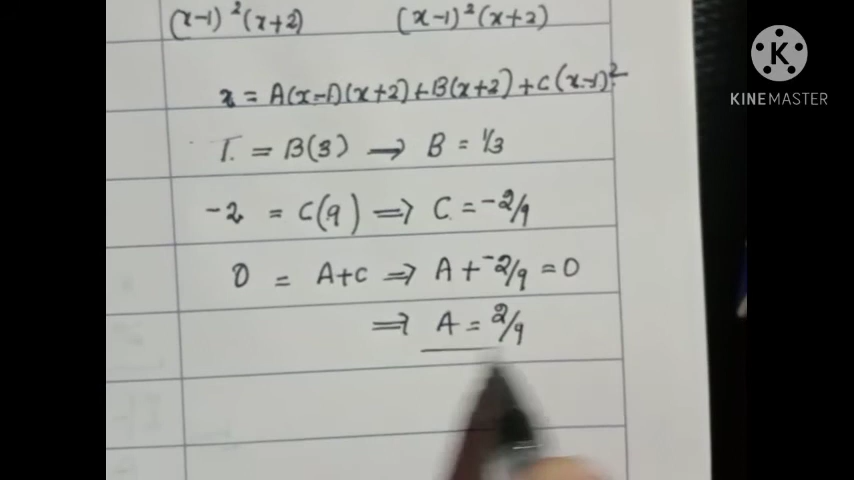 (x-1)²(x+2) (x-1)²(x+2)
x = A(x-1)(x+2)+B(x+2)+C(x-1)²
1. = B(3) → B = 1/3
-2 = C(9) ⇒ C = -2/9
0 = A+C ⇒ A + -2/9 = 0
⇒ A = 2/9
KINEMASTER